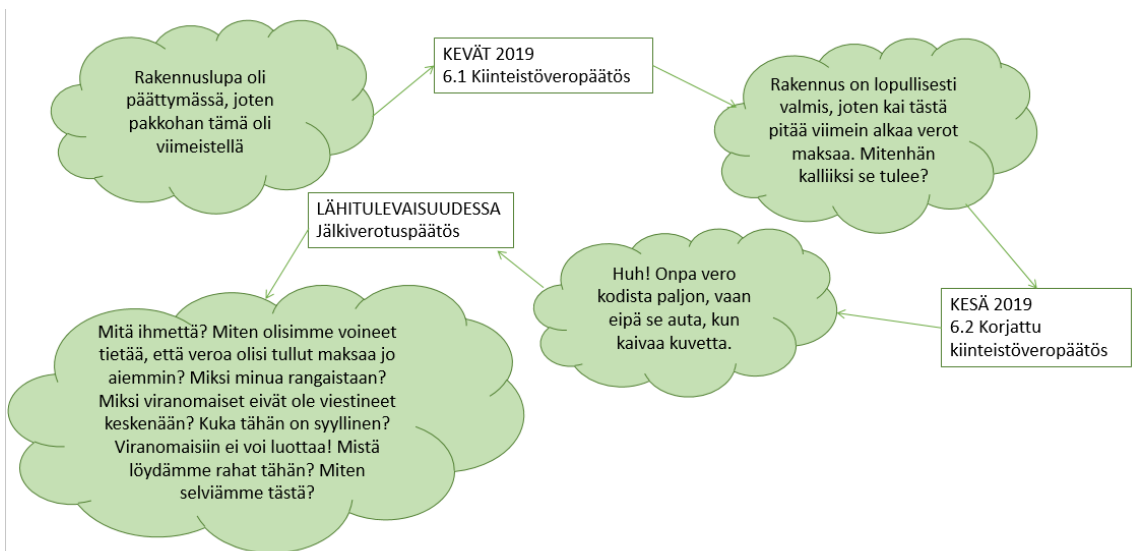 Rakennuslupa oli
päättymässä, joten
pakkohan tämä oli
viimeistellä
KEVÄT 2019
6.1 Kiinteistöveropäätös
Rakennus on lopullisesti
valmis, joten kai tästä
pitää viimein alkaa verot
maksaa. Mitenhän
kalliiksi se tulee?
KESÄ 2019
6.2 Korjattu
kiinteistöveropäätös
Huh! Onpa vero
kodista paljon, vaan
eipä se auta, kun
kaivaa kuvetta.
LÄHITULEVAISUUDESSA
Jälkiverotuspäätös
Mitä ihmettä? Miten olisimme voineet
tietää, että veroa olisi tullut maksaa jo
aiemmin? Miksi minua rangaistaan?
Miksi viranomaiset eivät ole viestineet
keskenään? Kuka tähän on syyllinen?
Viranomaisiin ei voi luottaa! Mistä
löydämme rahat tähän? Miten
selviämme tästä?